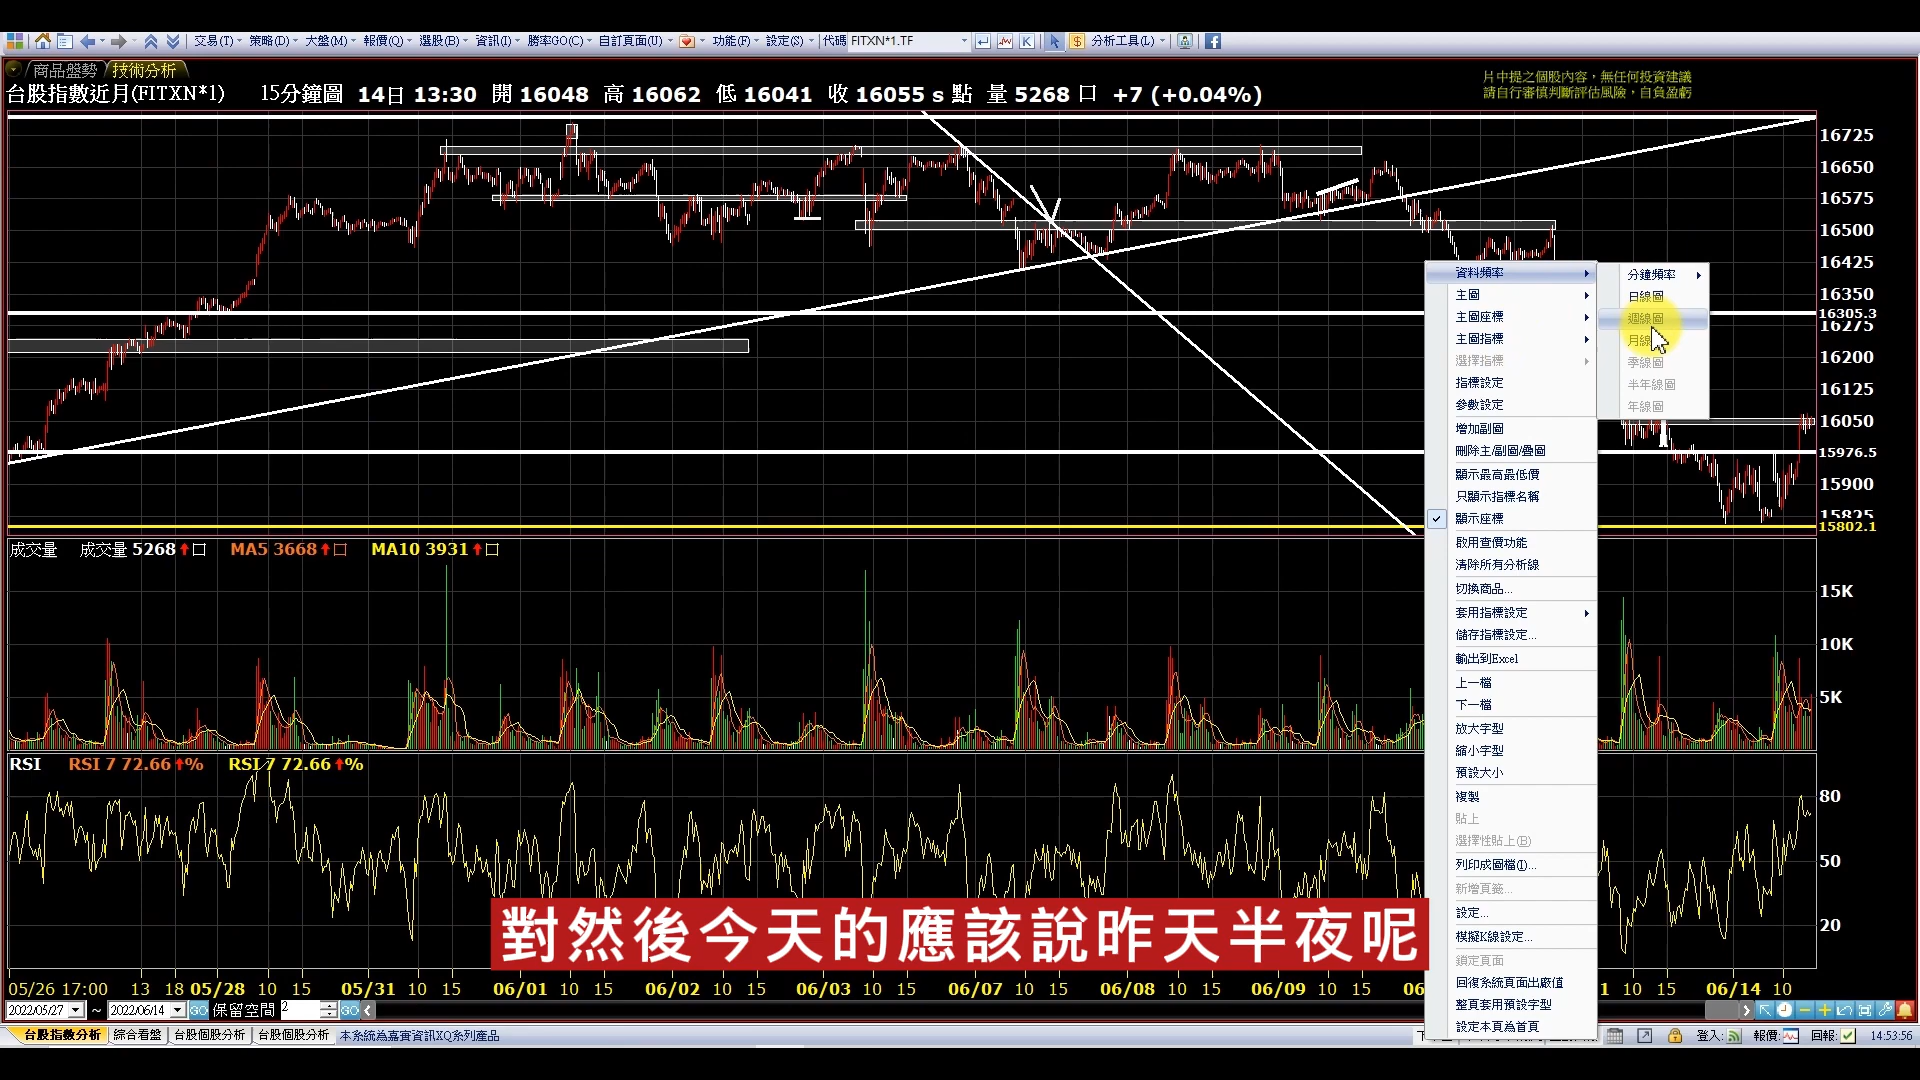 交易(T) 策略(D) 大盤(M) 報價(Q) 選股(B) 資訊(I) 勝率GO(C) 自訂頁面(U) 功能(F) 設定(S) 代碼 FITXN*1.TF K $ 分析工具(L)
商品盤勢 技術分析
片中提之個股內容，無任何投資建議
請自行審慎判斷評估風險，自負盈虧
台股指數近月(FITXN*1) 15分鐘圖 14日 13:30 開 16048 高 16062 低 16041 收 16055 s 點 量 5268 口 +7 (+0.04%)
16725
16650
16575
16500
16425
16350
16305.3
16275
16200
16125
16050
15976.5
15900
15825
15802.1
資料頻率
主圖
主圖座標
主圖指標
選擇指標
指標設定
參數設定
增加副圖
刪除主/副圖/疊圖
顯示最高最低價
只顯示指標名稱
顯示座標
啟用查價功能
清除所有分析線
切換商品...
套用指標設定
儲存指標設定...
輸出到Excel
上一檔
下一檔
放大字型
縮小字型
預設大小
複製
貼上
選擇性貼上(B)
列印成圖檔(I)...
新增頁籤...
設定...
模擬K線設定...
鎖定頁面
回復系統頁面出廠值
整頁套用預設字型
設定本頁為首頁
分鐘頻率
日線圖
週線圖
月線
季線圖
半年線圖
年線圖
成交量 成交量 5268 MA5 3668 MA10 3931
15K
10K
5K
RSI RSI 7 72.66 % RSI 7 72.66 %
80
50
20
對然後今天的應該說昨天半夜呢
05/26 17:00 13 18 05/28 10 15 05/31 10 15 06/01 10 15 06/02 10 15 06/03 10 15 06/07 10 15 06/08 10 15 06/09 10 15 06 1 10 15 06/14 10
2022/05/27 ~ 2022/06/14 GO 保留空間 2 GO
台股指數分析 綜合看盤 台股個股分析 台股個股分析 本系統為嘉實資訊XQ系列產品
登入: 報價: 回報: 14:53:56